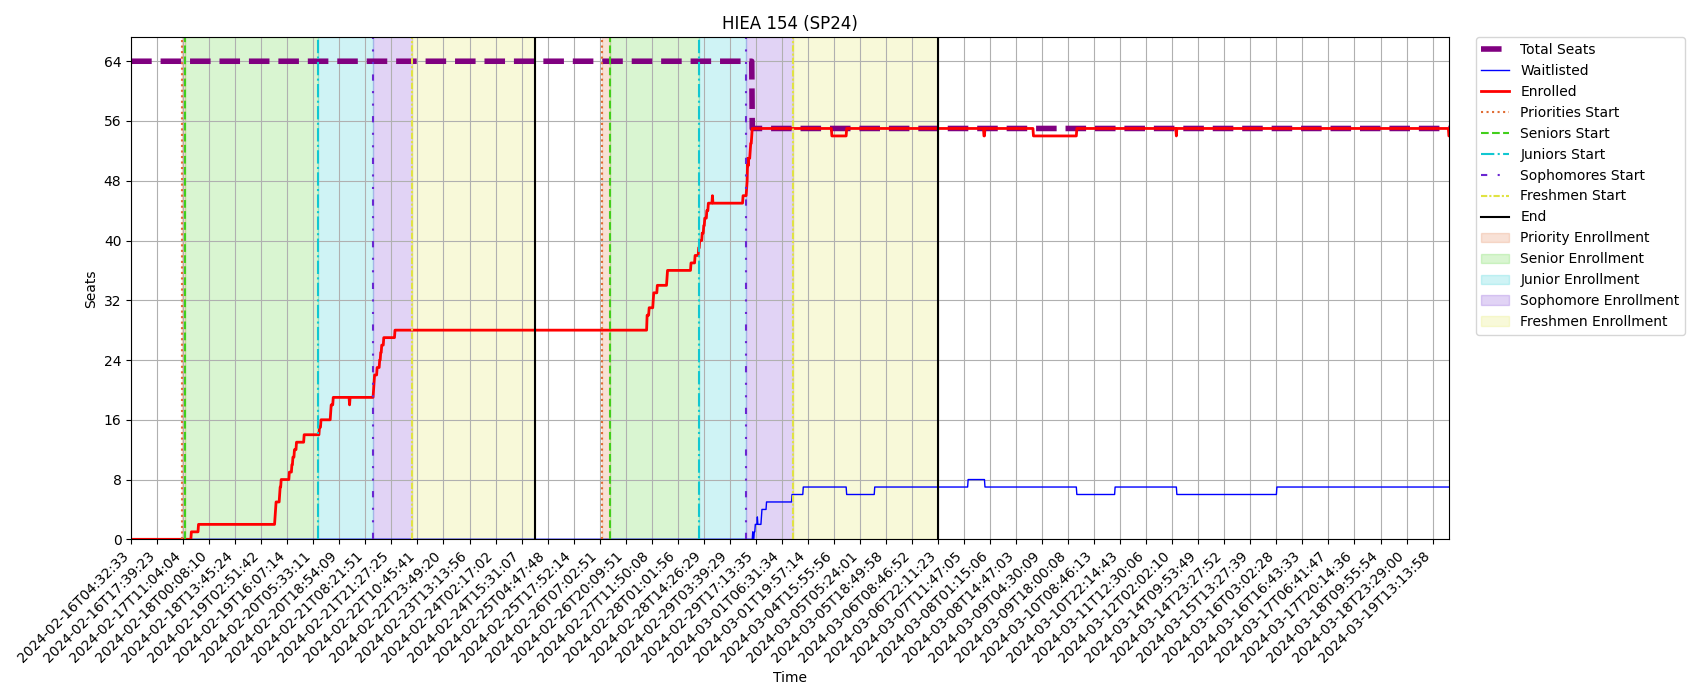 HIEA 154 (SP24)
Seats
64
56
48
40
32
24
16
8
0
2024-02-16T04:32:33
2024-02-16T17:39:23
2024-02-17T11:04:04
2024-02-18T00:08:10
2024-02-18T13:45:24
2024-02-19T02:51:42
2024-02-19T16:07:14
2024-02-20T05:33:11
2024-02-20T18:54:09
2024-02-21T08:21:51
2024-02-21T21:27:25
2024-02-22T10:45:41
2024-02-22T23:49:20
2024-02-23T13:13:56
2024-02-24T02:17:02
2024-02-24T15:31:07
2024-02-25T04:47:48
2024-02-25T17:52:14
2024-02-26T07:02:51
2024-02-26T20:09:51
2024-02-27T11:50:08
2024-02-28T01:01:56
2024-02-28T14:26:29
2024-02-29T03:39:29
2024-02-29T17:13:35
2024-03-01T06:31:34
2024-03-01T19:57:14
2024-03-04T15:55:56
2024-03-05T05:24:01
2024-03-05T18:49:58
2024-03-06T08:46:52
2024-03-06T22:11:23
2024-03-07T11:47:05
2024-03-08T01:15:06
2024-03-08T14:47:03
2024-03-09T04:30:09
2024-03-09T18:00:08
2024-03-10T08:46:13
2024-03-10T22:14:43
2024-03-11T12:30:06
2024-03-12T02:02:10
2024-03-14T09:53:49
2024-03-14T23:27:52
2024-03-15T13:27:39
2024-03-16T03:02:28
2024-03-16T16:43:33
2024-03-17T06:41:47
2024-03-17T20:14:36
2024-03-18T09:55:54
2024-03-18T23:29:00
2024-03-19T13:13:58
Time
Total Seats
Waitlisted
Enrolled
Priorities Start
Seniors Start
Juniors Start
Sophomores Start
Freshmen Start
End
Priority Enrollment
Senior Enrollment
Junior Enrollment
Sophomore Enrollment
Freshmen Enrollment